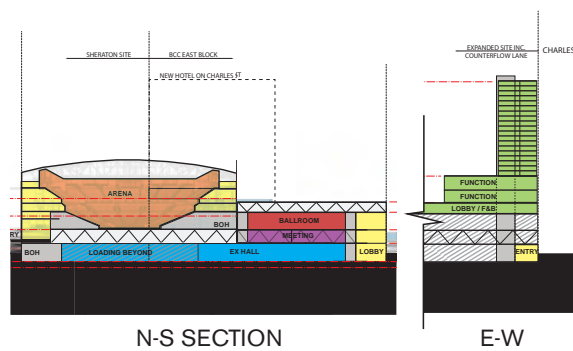 SHERATON SITE
BCC EAST BLOCK
NEW HOTEL ON CHARLES ST
EXPANDED SITE INC.
COUNTERFLOW LANE
CHARLES
ARENA
BOH
BALLROOM
MEETING
RY
BOH
LOADING BEYOND
EX HALL
LOBBY
FUNCTION
FUNCTION
LOBBY / F&B
ENTRY
N-S SECTION
E-W